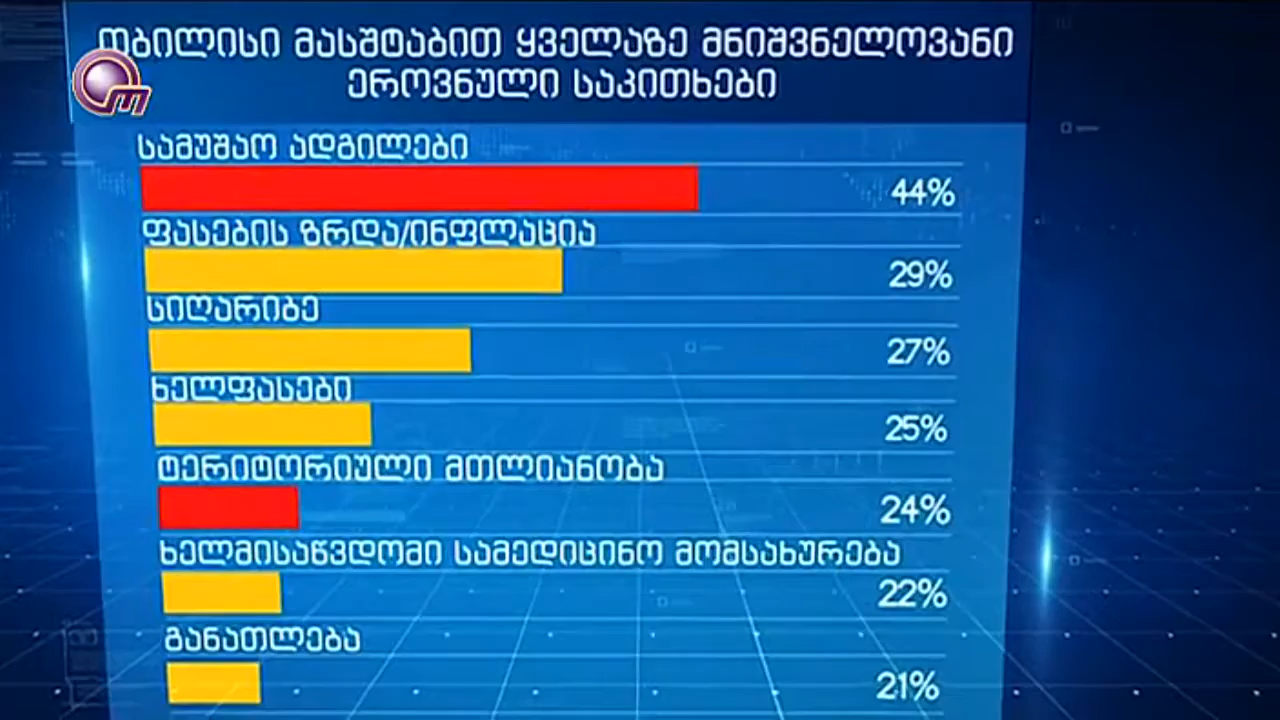 თბილისი მასშტაბით ყველაზე მნიშვნელოვანი
ეროვნული საკითხები
სამუშაო ადგილები
44%
ფასების ზრდა/ინფლაცია
29%
სიღარიბე
27%
ხელფასები
25%
ტერიტორიული მთლიანობა
24%
ხელმისაწვდომი სამედიცინო მომსახურება
22%
განათლება
21%